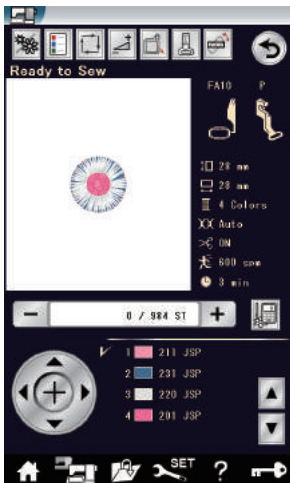 Ready to Sew
FA10 P
28 mm
28 mm
4 Colors
Auto
ON
600 spm
3 min
− 0 / 984 ST +
1 211 JSP
2 231 JSP
3 220 JSP
4 201 JSP
SET ?